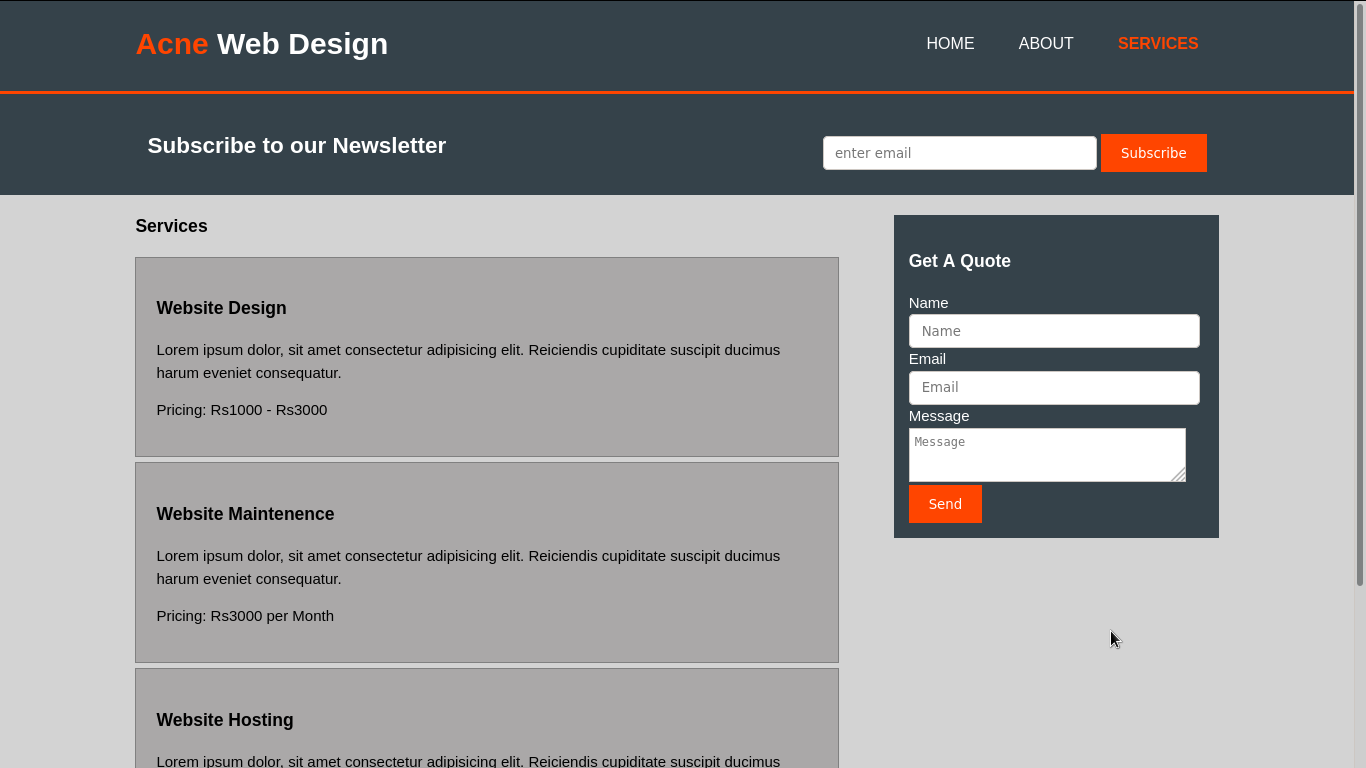 Acne Web Design
HOME ABOUT SERVICES
Subscribe to our Newsletter
enter email Subscribe
Services
Website Design
Lorem ipsum dolor, sit amet consectetur adipisicing elit. Reiciendis cupiditate suscipit ducimus
harum eveniet consequatur.
Pricing: Rs1000 - Rs3000
Website Maintenence
Lorem ipsum dolor, sit amet consectetur adipisicing elit. Reiciendis cupiditate suscipit ducimus
harum eveniet consequatur.
Pricing: Rs3000 per Month
Website Hosting
Lorem ipsum dolor, sit amet consectetur adipisicing elit. Reiciendis cupiditate suscipit ducimus
Get A Quote
Name
Name
Email
Email
Message
Message
Send